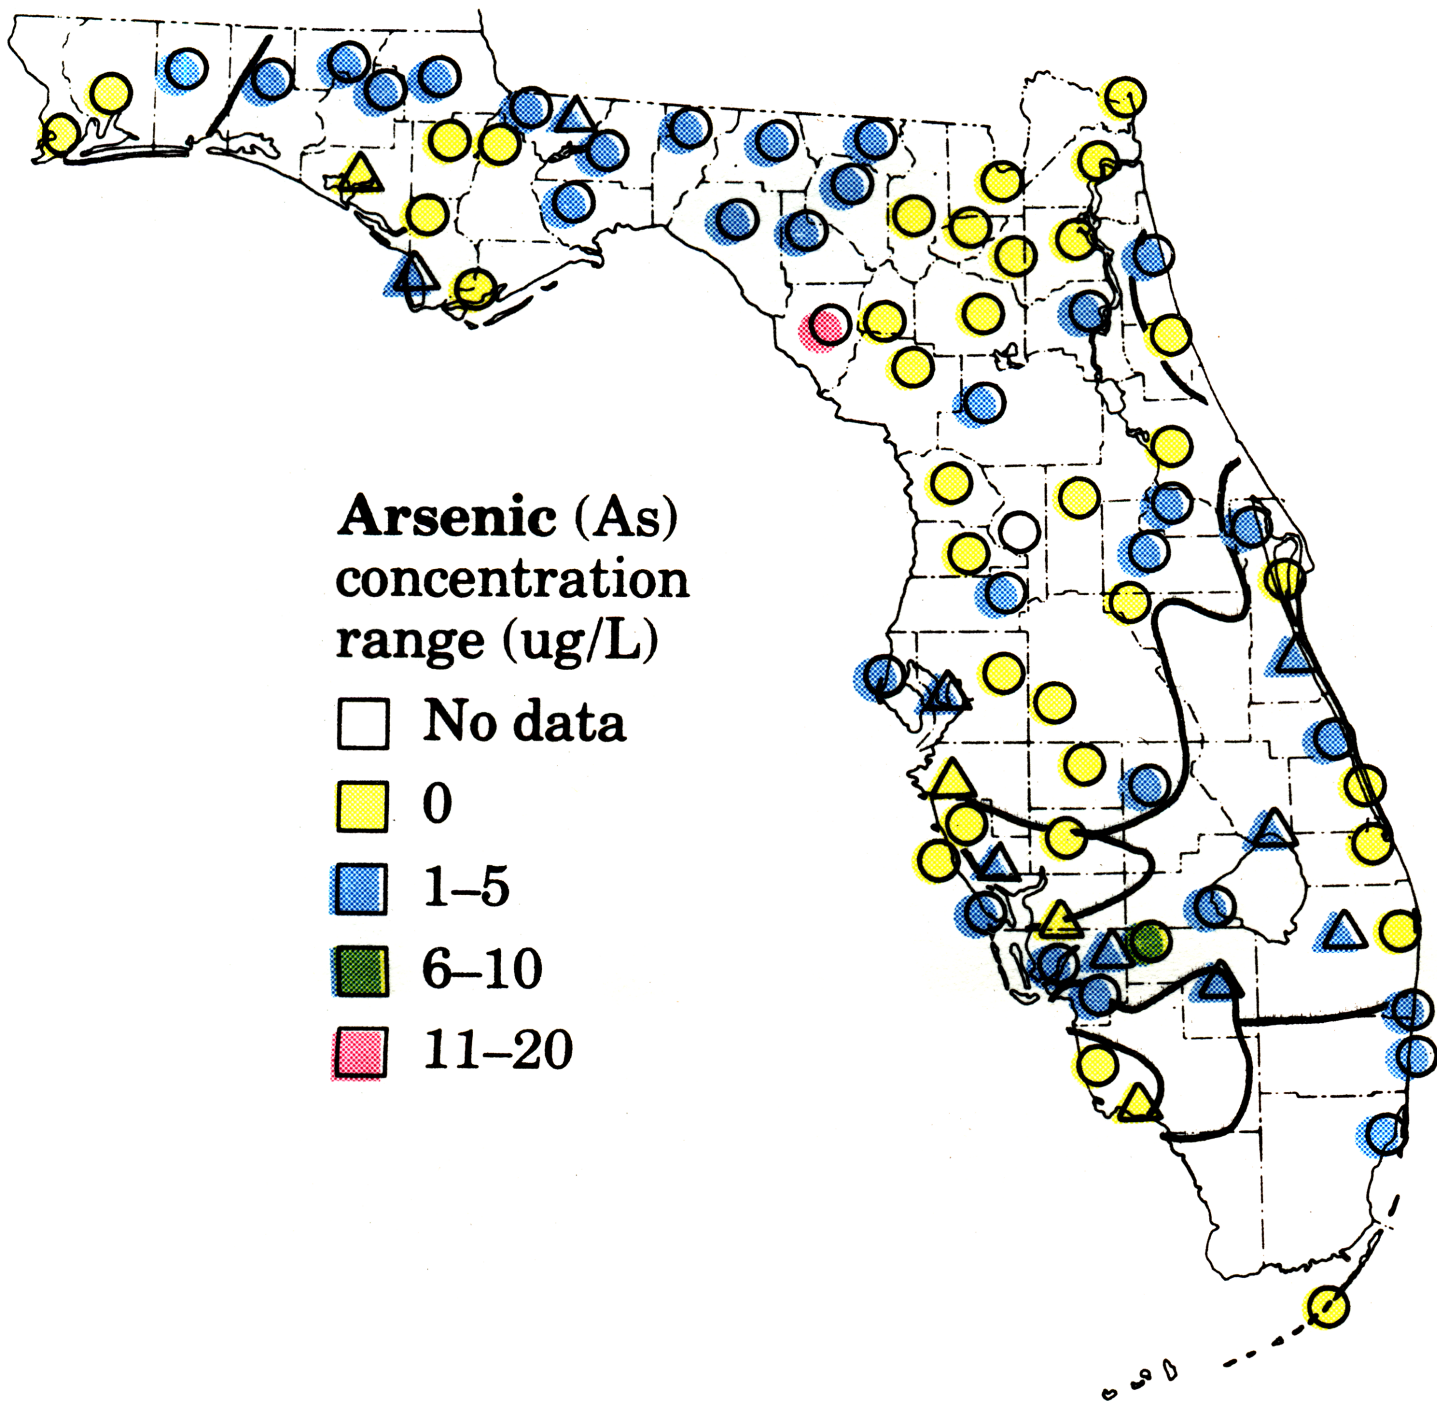 Arsenic (As)
concentration
range (ug/L)
No data
0
1–5
6–10
11–20